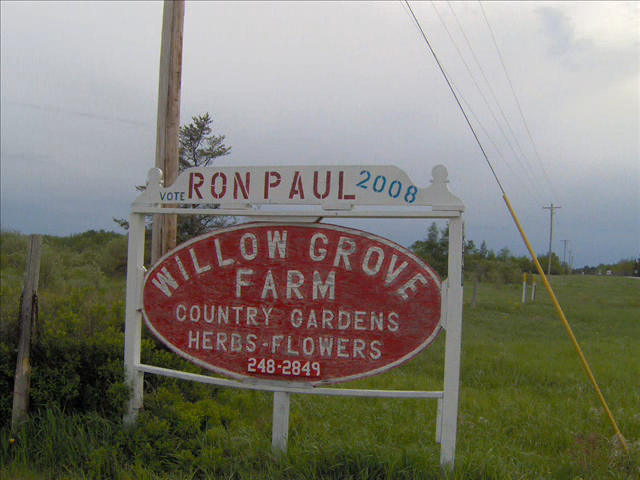 VOTE RON PAUL 2008
WILLOW GROVE
FARM
COUNTRY GARDENS
HERBS-FLOWERS
248-2849